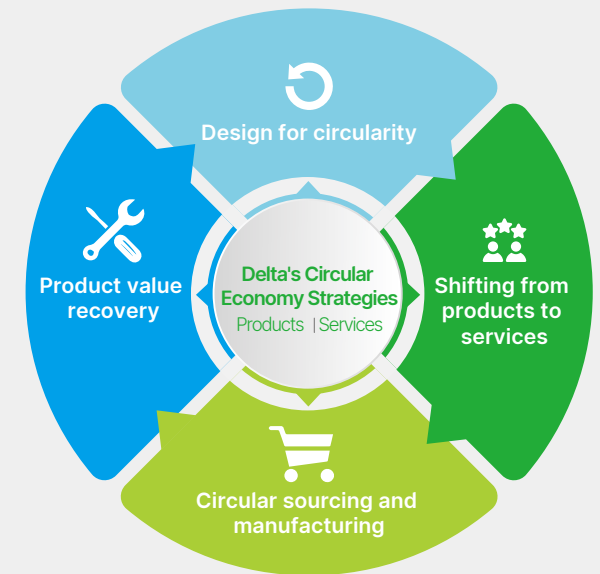 Design for circularity
Product value
recovery
Delta's Circular
Economy Strategies
Products | Services
Shifting from
products to
services
Circular sourcing and
manufacturing